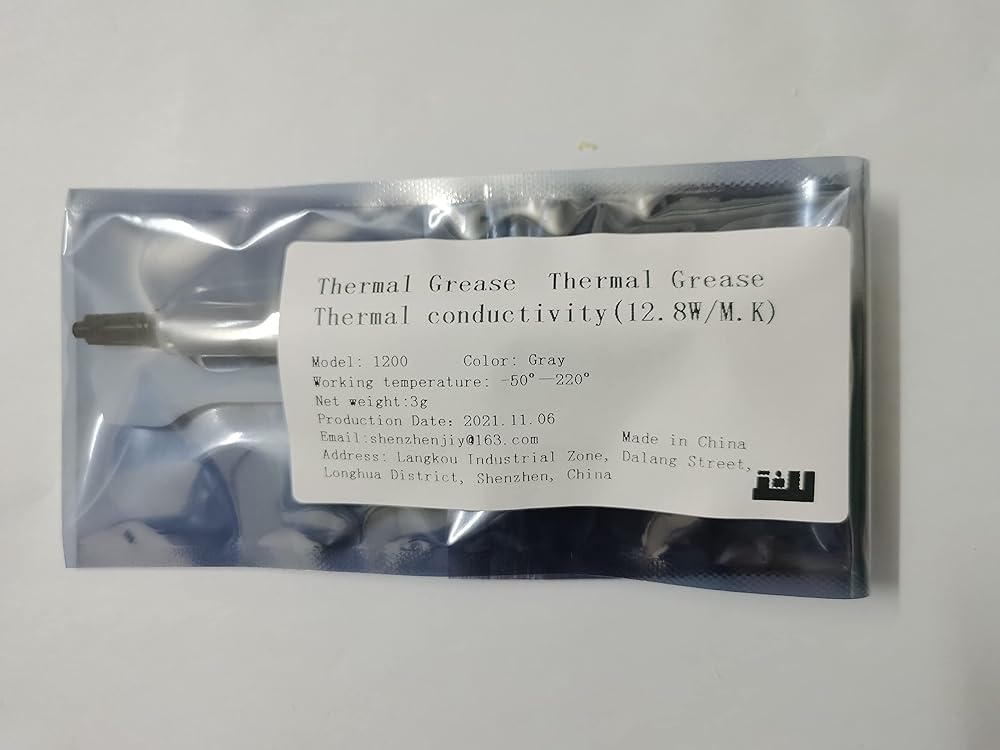 Thermal Grease Thermal Grease
Thermal conductivity(12.8W/M.K)
Model: 1200 Color: Gray
Working temperature: -50°—220°
Net weight:3g
Production Date: 2021.11.06
Email:shenzhenjiy@163.com Made in China
Address: Langkou Industrial Zone, Dalang Street,
Longhua District, Shenzhen, China